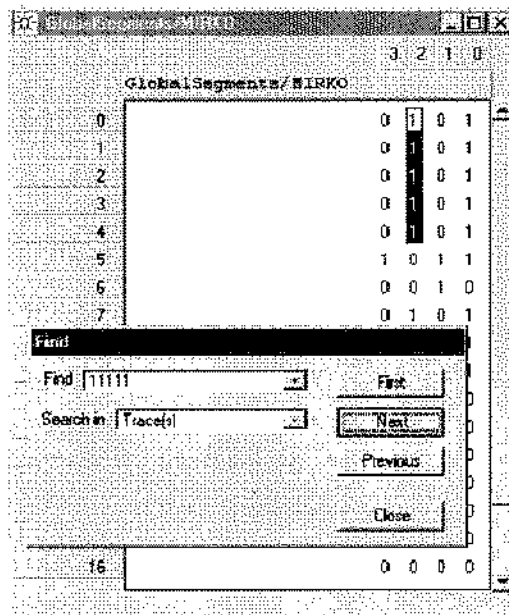 GlobalSegments/MIRKO
3 2 1 0
GlobalSegments/MIRKO
0 0 1 0 1
1 0 1 0 1
2 0 1 0 1
3 0 1 0 1
4 0 1 0 1
5 1 0 1 1
6 0 0 1 0
7 0 1 0 1
Find
Find 11111 First
Search in Trace(s) Next
Previous
Close
16 0 0 0 0